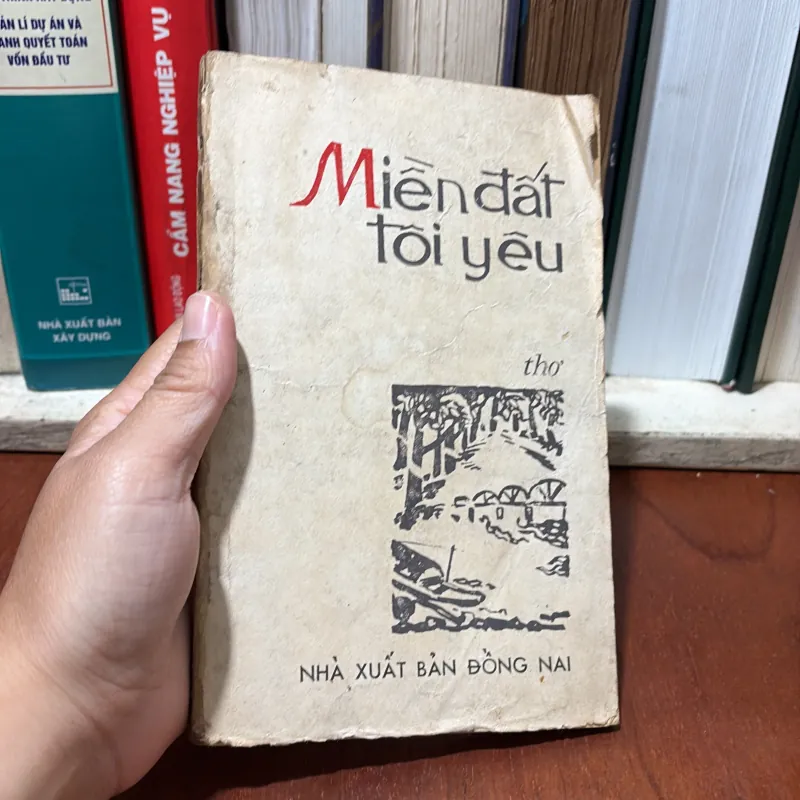 ẢN LÍ DỰ ÁN VÀ
ANH QUYẾT TOÁN
VỐN ĐẦU TƯ
NHÀ XUẤT BẢN
XÂY DỰNG
CẨM NANG NGHIỆP VỤ
Miền đất
tôi yêu
thơ
NHÀ XUẤT BẢN ĐỒNG NAI